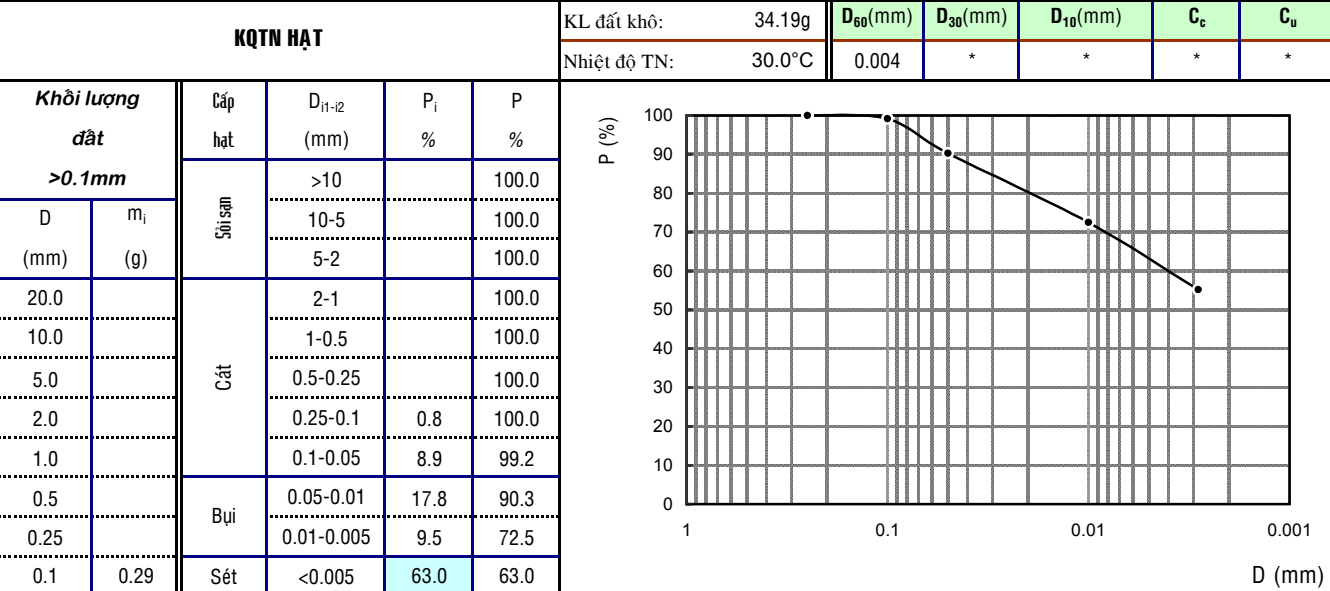 KQTN HẠT
KL đất khô: 34.19g
D60(mm) D30(mm) D10(mm) Cc Cu
Nhiệt độ TN: 30.0°C
0.004 * * * *
Khối lượng đất >0.1mm
D (mm) mi (g)
20.0
10.0
5.0
2.0
1.0
0.5
0.25
0.1 0.29
Cấp hạt Di1-i2 (mm) Pi % P %
Sỏi sạn
>10 100.0
10-5 100.0
5-2 100.0
Cát
2-1 100.0
1-0.5 100.0
0.5-0.25 100.0
0.25-0.1 0.8 100.0
0.1-0.05 8.9 99.2
Bụi
0.05-0.01 17.8 90.3
0.01-0.005 9.5 72.5
Sét <0.005 63.0 63.0
P (%)
100
90
80
70
60
50
40
30
20
10
0
1 0.1 0.01 0.001
D (mm)